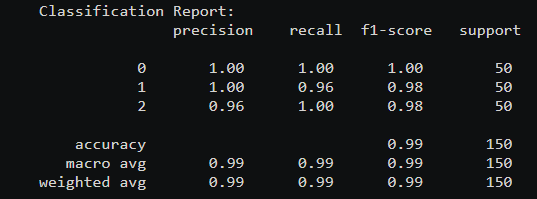 Classification Report:
precision recall f1-score support
0 1.00 1.00 1.00 50
1 1.00 0.96 0.98 50
2 0.96 1.00 0.98 50
accuracy 0.99 150
macro avg 0.99 0.99 0.99 150
weighted avg 0.99 0.99 0.99 150